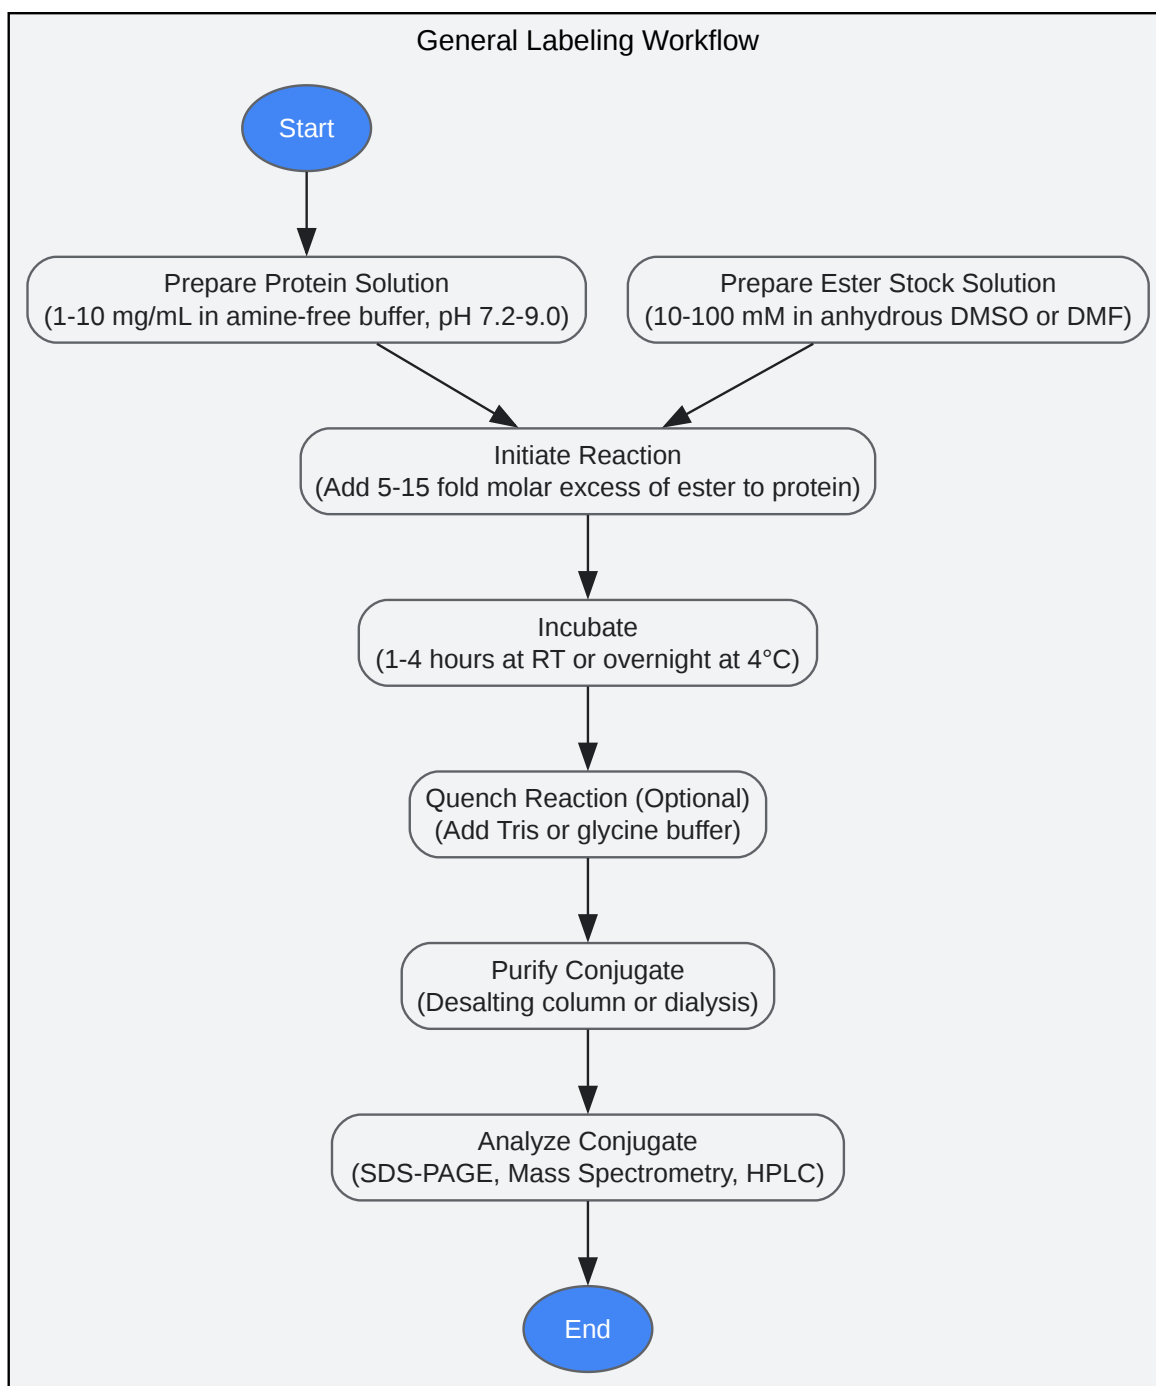 General Labeling Workflow
Start
Prepare Protein Solution
(1-10 mg/mL in amine-free buffer, pH 7.2-9.0)
Prepare Ester Stock Solution
(10-100 mM in anhydrous DMSO or DMF)
Initiate Reaction
(Add 5-15 fold molar excess of ester to protein)
Incubate
(1-4 hours at RT or overnight at 4°C)
Quench Reaction (Optional)
(Add Tris or glycine buffer)
Purify Conjugate
(Desalting column or dialysis)
Analyze Conjugate
(SDS-PAGE, Mass Spectrometry, HPLC)
End